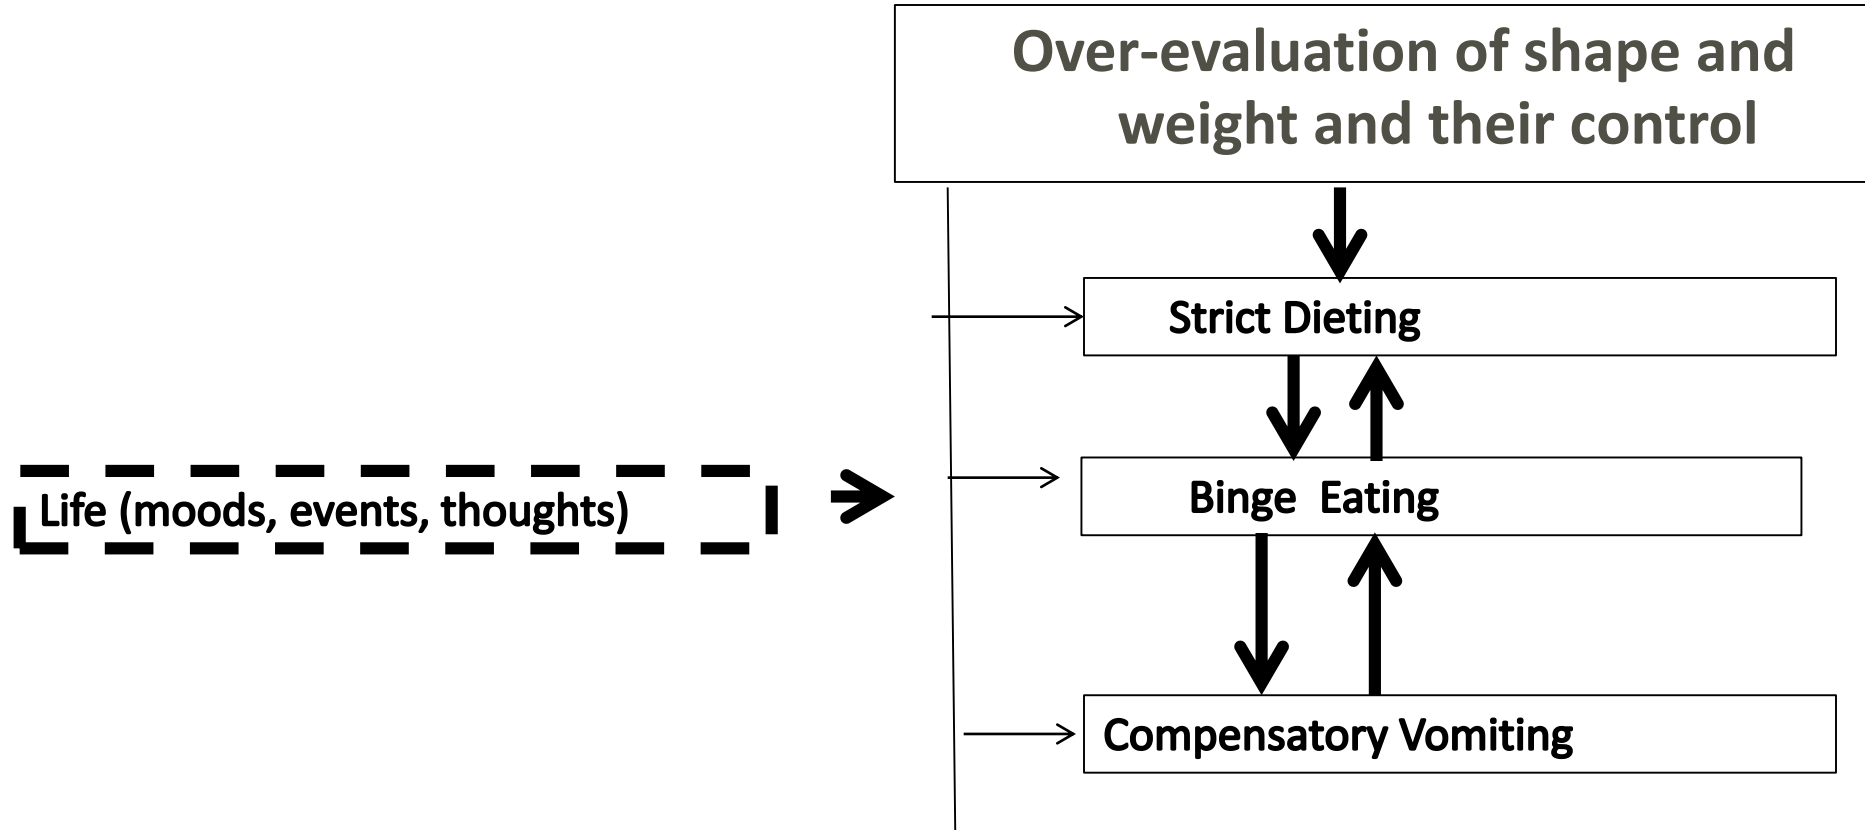 Over-evaluation of shape and
weight and their control
Strict Dieting
Life (moods, events, thoughts)
Binge Eating
Compensatory Vomiting